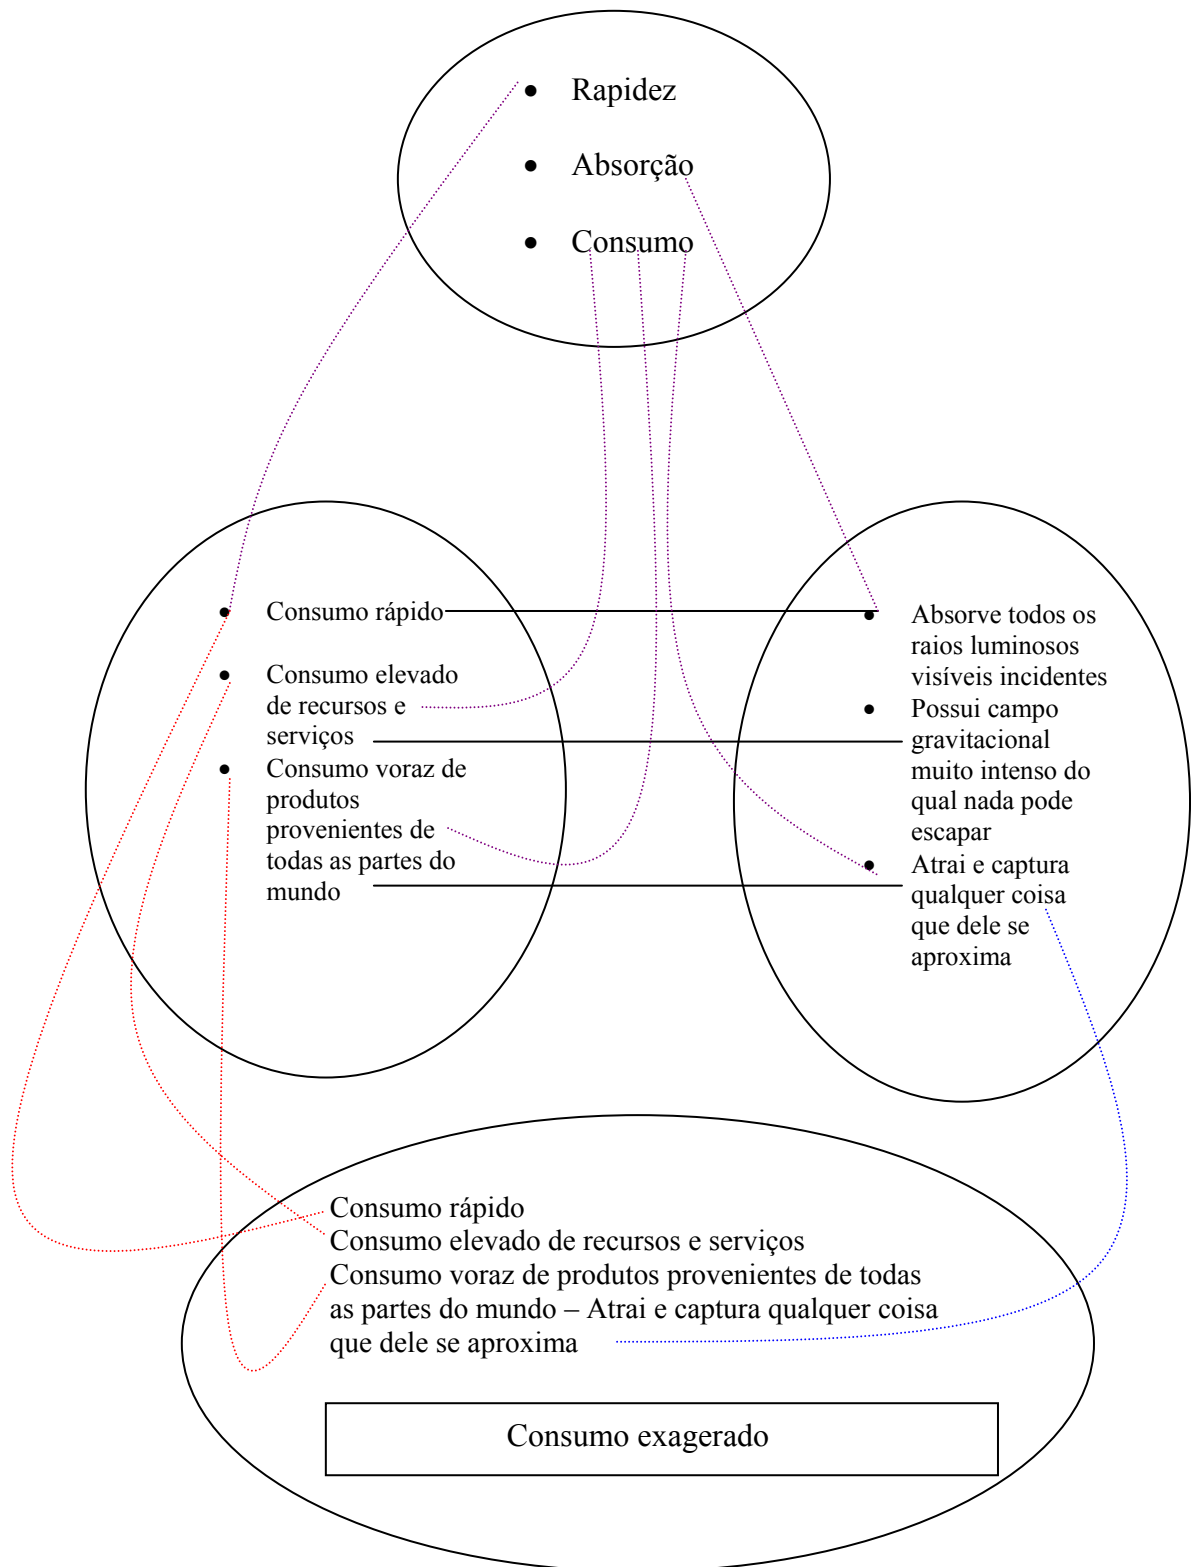 • Rapidez
• Absorção
• Consumo
• Consumo rápido
• Consumo elevado
de recursos e
serviços
• Consumo voraz de
produtos
provenientes de
todas as partes do
mundo
• Absorve todos os
raios luminosos
visíveis incidentes
• Possui campo
gravitacional
muito intenso do
qual nada pode
escapar
• Atrai e captura
qualquer coisa
que dele se
aproxima
Consumo rápido
Consumo elevado de recursos e serviços
Consumo voraz de produtos provenientes de todas
as partes do mundo – Atrai e captura qualquer coisa
que dele se aproxima
Consumo exagerado